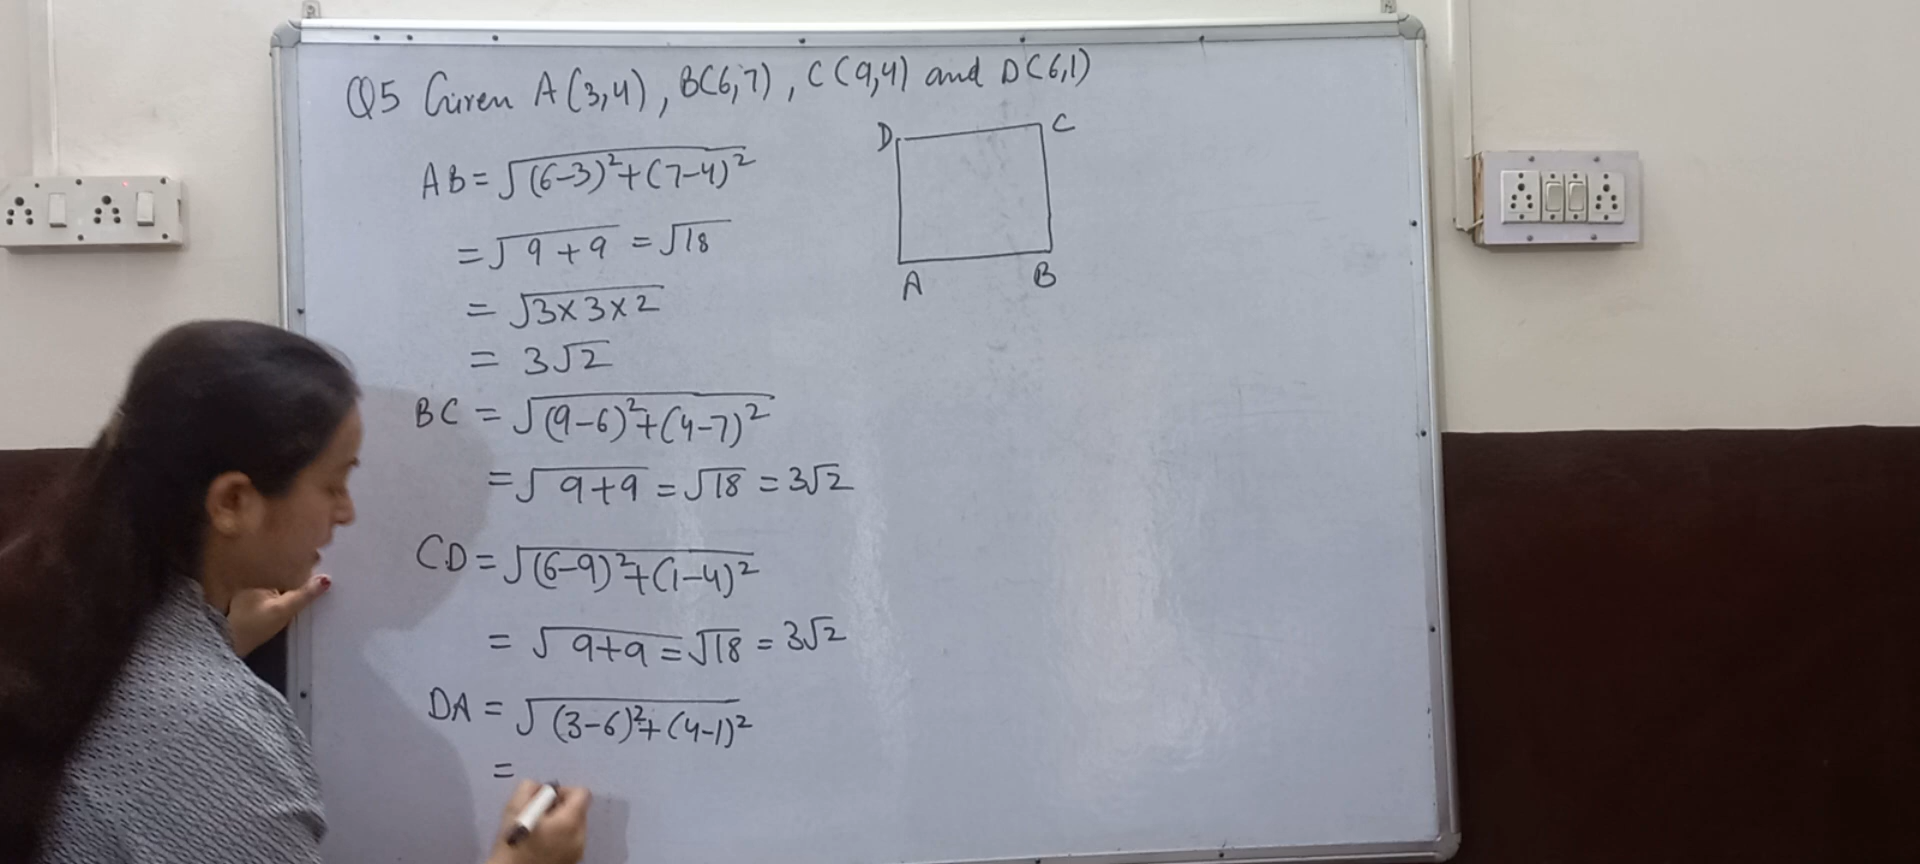 Q5 Given A(3,4), B(6,7), C(9,4) and D(6,1)
D C
A B
AB = √(6-3)²+(7-4)²
= √9+9 = √18
= √3×3×2
= 3√2
BC = √(9-6)²+(4-7)²
= √9+9 = √18 = 3√2
CD = √(6-9)²+(1-4)²
= √9+9 = √18 = 3√2
DA = √(3-6)²+(4-1)²
=